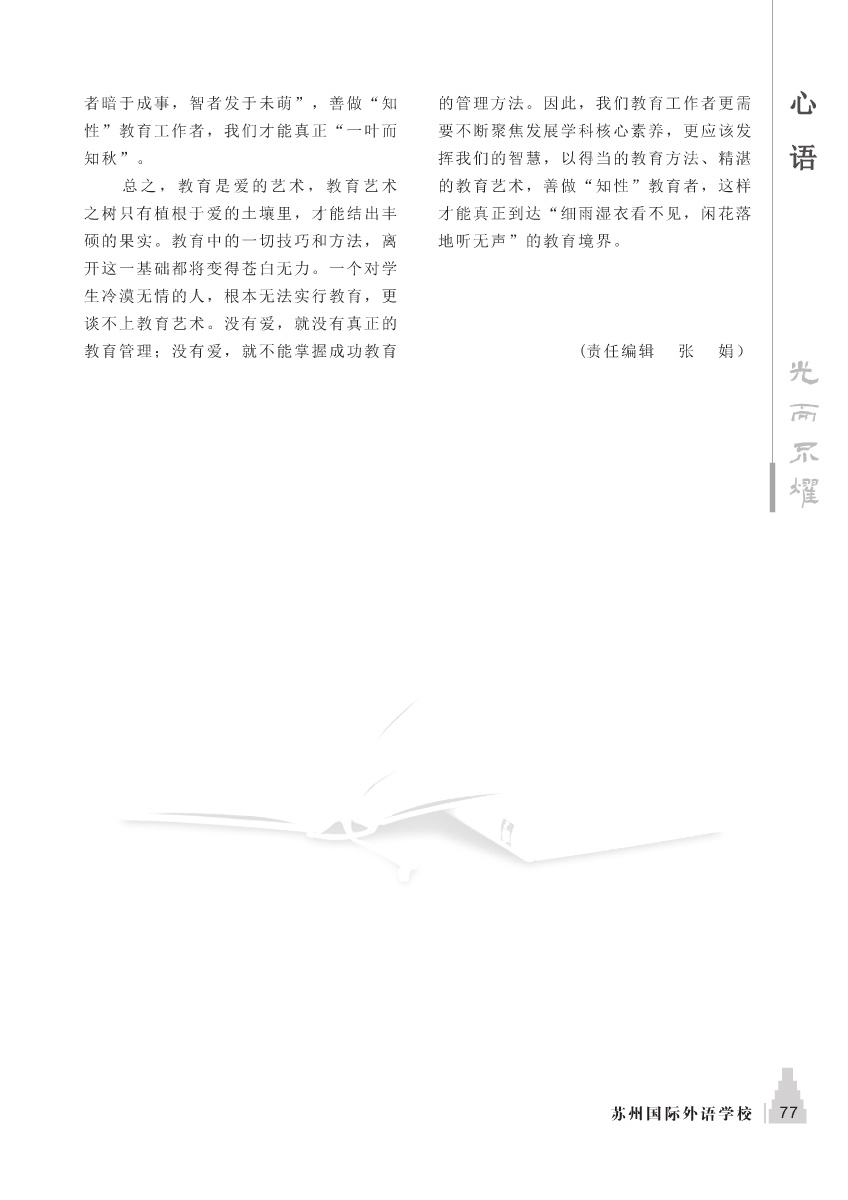 者暗于成事，智者发于未萌”，善做“知
性”教育工作者，我们才能真正“一叶而
知秋”。
总之，教育是爱的艺术，教育艺术
之树只有植根于爱的土壤里，才能结出丰
硕的果实。教育中的一切技巧和方法，离
开这一基础都将变得苍白无力。一个对学
生冷漠无情的人，根本无法实行教育，更
谈不上教育艺术。没有爱，就没有真正的
教育管理；没有爱，就不能掌握成功教育
的管理方法。因此，我们教育工作者更需
要不断聚焦发展学科核心素养，更应该发
挥我们的智慧，以得当的教育方法、精湛
的教育艺术，善做“知性”教育者，这样
才能真正到达“细雨湿衣看不见，闲花落
地听无声”的教育境界。
(责任编辑 张 娟）
心语
光而不耀
苏州国际外语学校 77